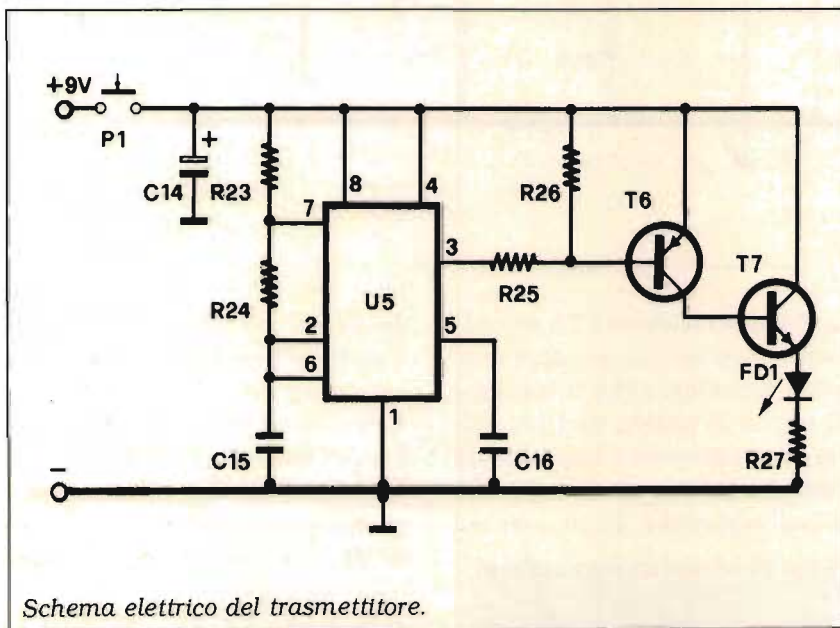 +9V
P1
+
C14
R23
8
4
R26
T6
7
3
T7
R24
U5
R25
2
5
FD1
6
1
C15
C16
R27
–
Schema elettrico del trasmettitore.